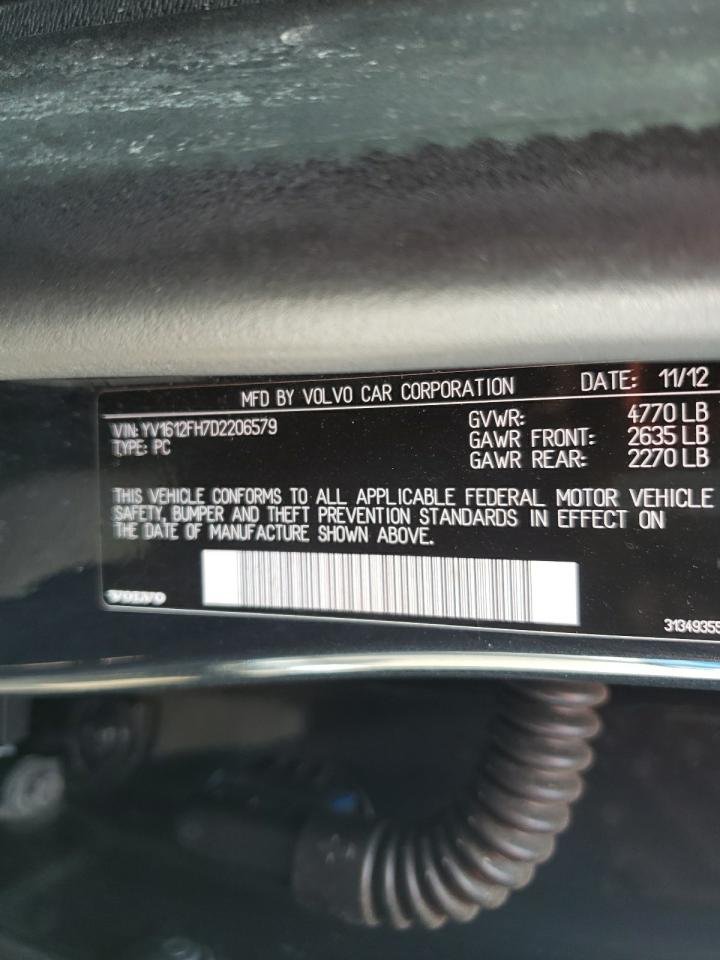 MFD BY VOLVO CAR CORPORATION DATE: 11/12
VIN: YV1612FH7D2206579 GVWR: 4770 LB
TYPE: PC GAWR FRONT: 2635 LB
GAWR REAR: 2270 LB
THIS VEHICLE CONFORMS TO ALL APPLICABLE FEDERAL MOTOR VEHICLE
SAFETY, BUMPER AND THEFT PREVENTION STANDARDS IN EFFECT ON
THE DATE OF MANUFACTURE SHOWN ABOVE.
VOLVO
31349355